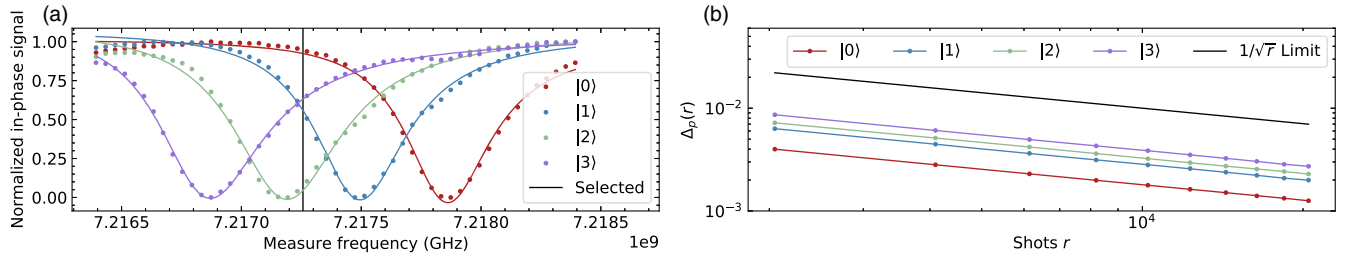 (a)
Normalized in-phase signal
1.00
0.75
0.50
0.25
0.00
|0⟩
|1⟩
|2⟩
|3⟩
Selected
7.2165 7.2170 7.2175 7.2180 7.2185
1e9
Measure frequency (GHz)
(b)
|0⟩ |1⟩ |2⟩ |3⟩ 1/√r Limit
Δp(r)
10⁻²
10⁻³
10⁴
Shots r